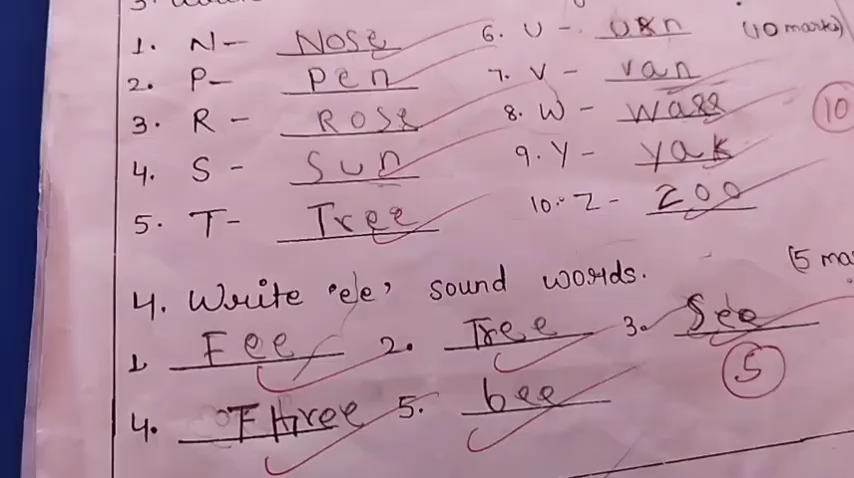 1. N- Nose 6. U - urn (10 marks)
2. P- Pen 7. V - van
3. R - Rose 8. W - 10
4. S - Sun 9. Y - yak
5. T- Tree 10. Z - zoo
4. Write 'ee' sound words. (5 ma
1 Fee 2. Tree 3. See
5
4. Three 5. bee